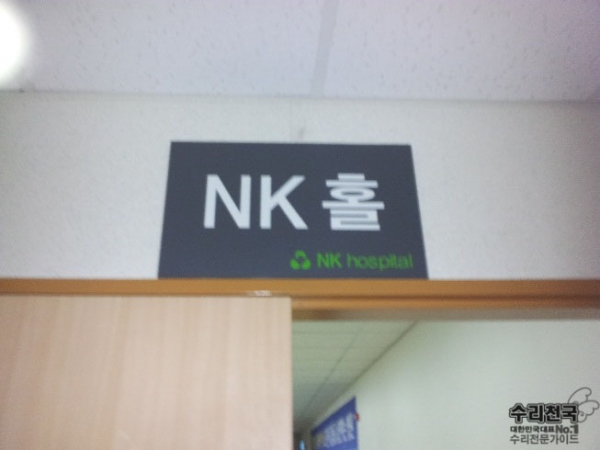 NK 홀
NK hospital
수리천국
대한민국대표No.1
수리전문가이드